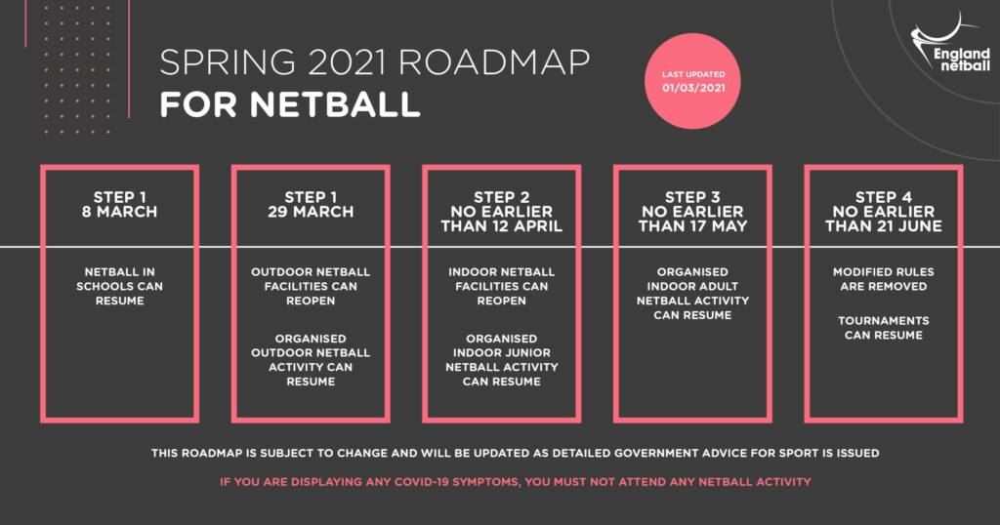 SPRING 2021 ROADMAP
FOR NETBALL
LAST UPDATED
01/03/2021
England
netball
STEP 1
8 MARCH
NETBALL IN
SCHOOLS CAN
RESUME
STEP 1
29 MARCH
OUTDOOR NETBALL
FACILITIES CAN
REOPEN
ORGANISED
OUTDOOR NETBALL
ACTIVITY CAN
RESUME
STEP 2
NO EARLIER
THAN 12 APRIL
INDOOR NETBALL
FACILITIES CAN
REOPEN
ORGANISED
INDOOR JUNIOR
NETBALL ACTIVITY
CAN RESUME
STEP 3
NO EARLIER
THAN 17 MAY
ORGANISED
INDOOR ADULT
NETBALL ACTIVITY
CAN RESUME
STEP 4
NO EARLIER
THAN 21 JUNE
MODIFIED RULES
ARE REMOVED
TOURNAMENTS
CAN RESUME
THIS ROADMAP IS SUBJECT TO CHANGE AND WILL BE UPDATED AS DETAILED GOVERNMENT ADVICE FOR SPORT IS ISSUED
IF YOU ARE DISPLAYING ANY COVID-19 SYMPTOMS, YOU MUST NOT ATTEND ANY NETBALL ACTIVITY